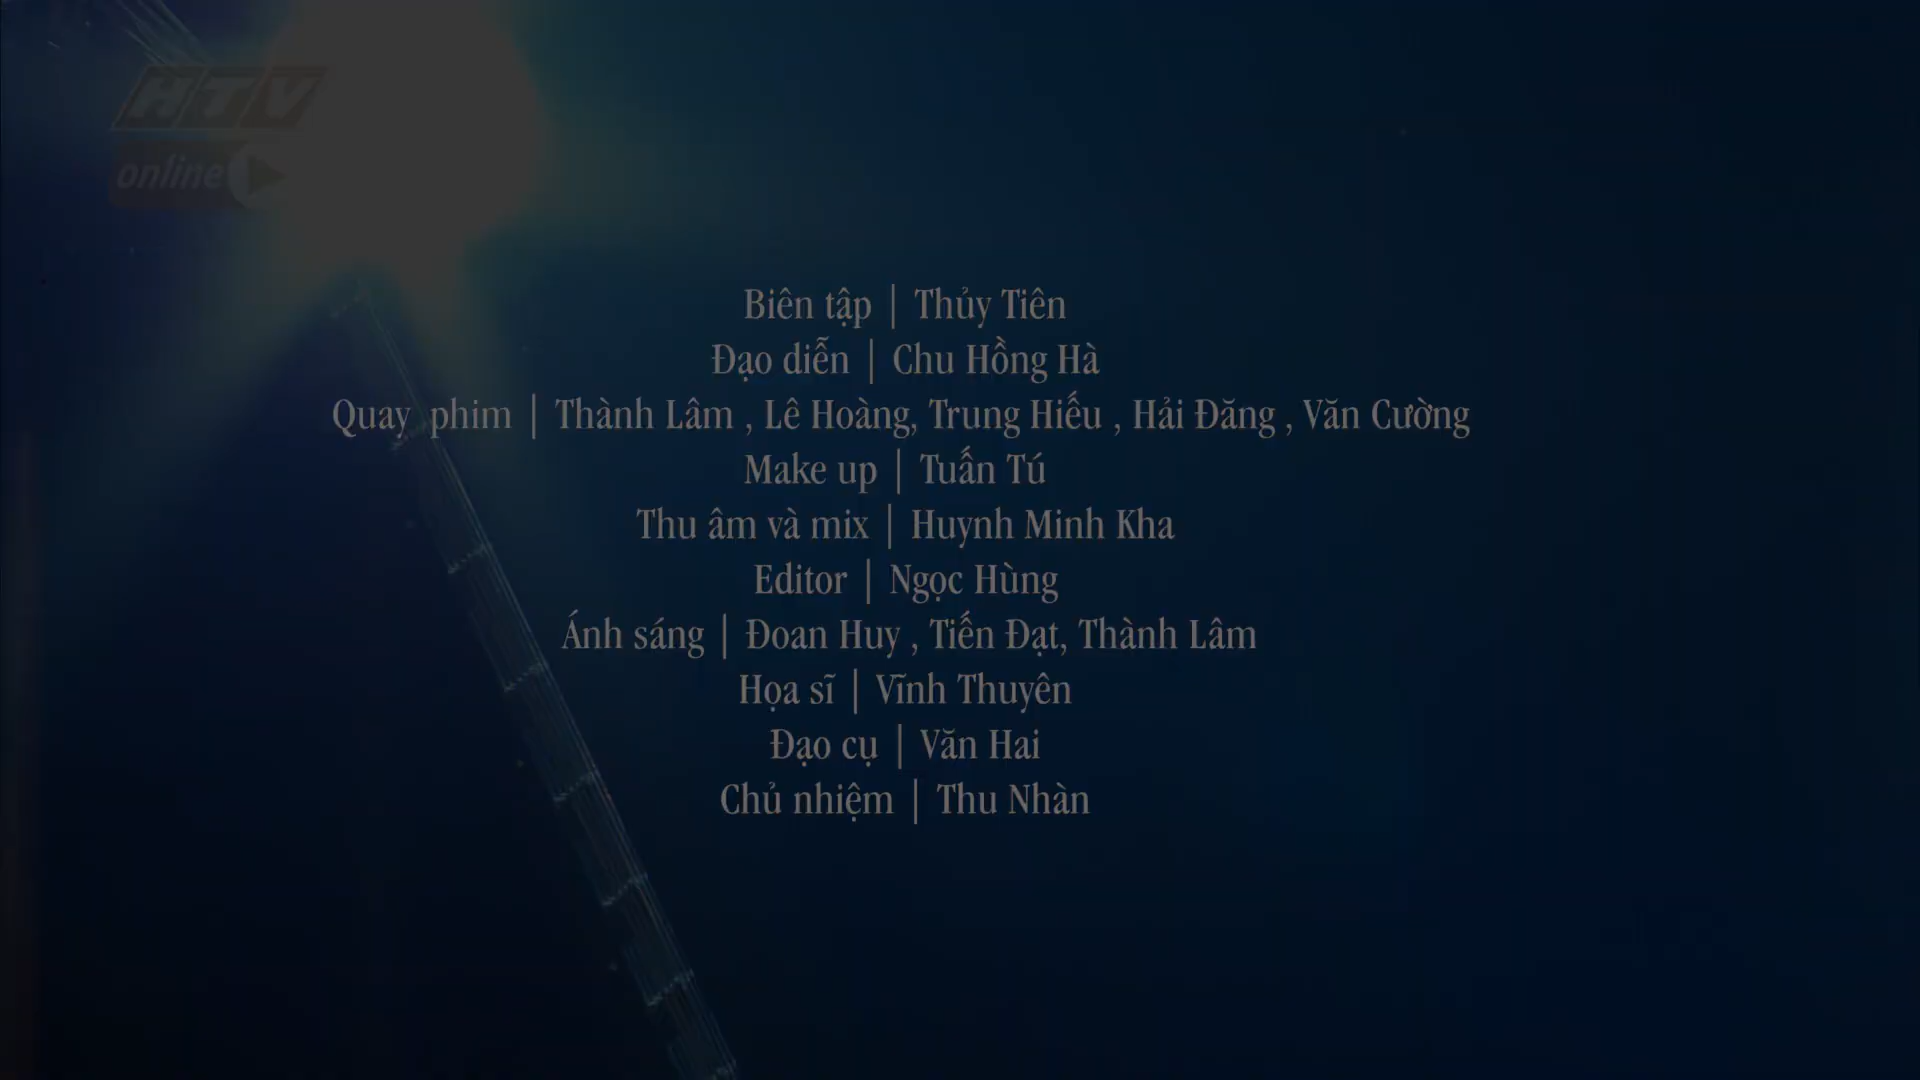 HTV
online
Biên tập | Thủy Tiên
Đạo diễn | Chu Hồng Hà
Quay phim | Thành Lâm , Lê Hoàng, Trung Hiếu , Hải Đăng , Văn Cường
Make up | Tuấn Tú
Thu âm và mix | Huynh Minh Kha
Editor | Ngọc Hùng
Ánh sáng | Đoan Huy , Tiến Đạt, Thành Lâm
Họa sĩ | Vĩnh Thuyên
Đạo cụ | Văn Hai
Chủ nhiệm | Thu Nhàn